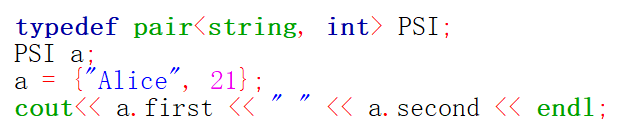 typedef pair<string, int> PSI;
PSI a;
a = {"Alice", 21};
cout<< a.first << " " << a.second << endl;